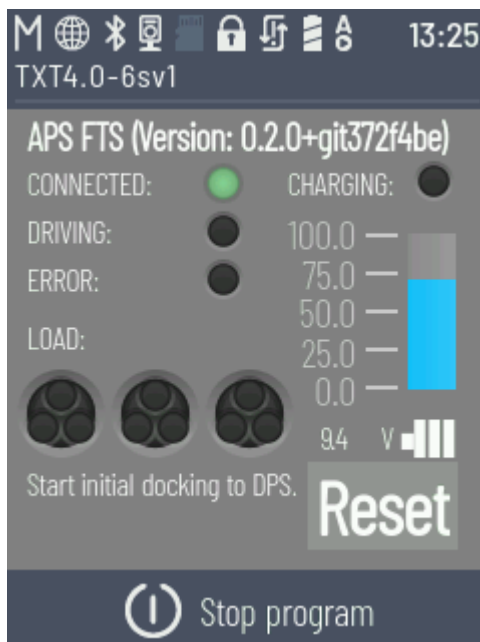 M 13:25
TXT4.0-6sv1
APS FTS (Version: 0.2.0+git372f4be)
CONNECTED: CHARGING:
DRIVING: 100.0
75.0
ERROR:
50.0
LOAD:
25.0
0.0
9.4 V
Start initial docking to DPS.
Reset
Stop program